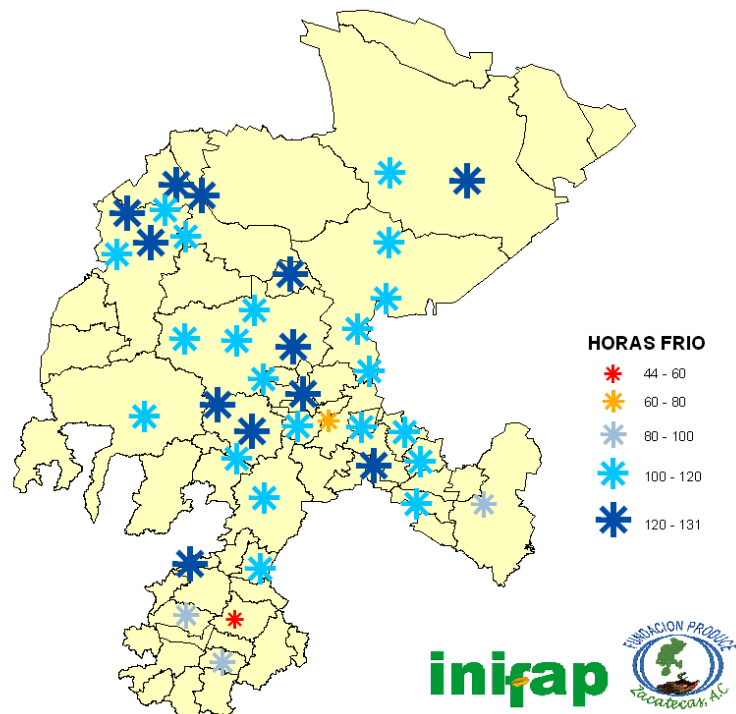 HORAS FRIO
44 - 60
60 - 80
80 - 100
100 - 120
120 - 131
inifap
FUNDACION PRODUCE
Zacatecas, A.C.